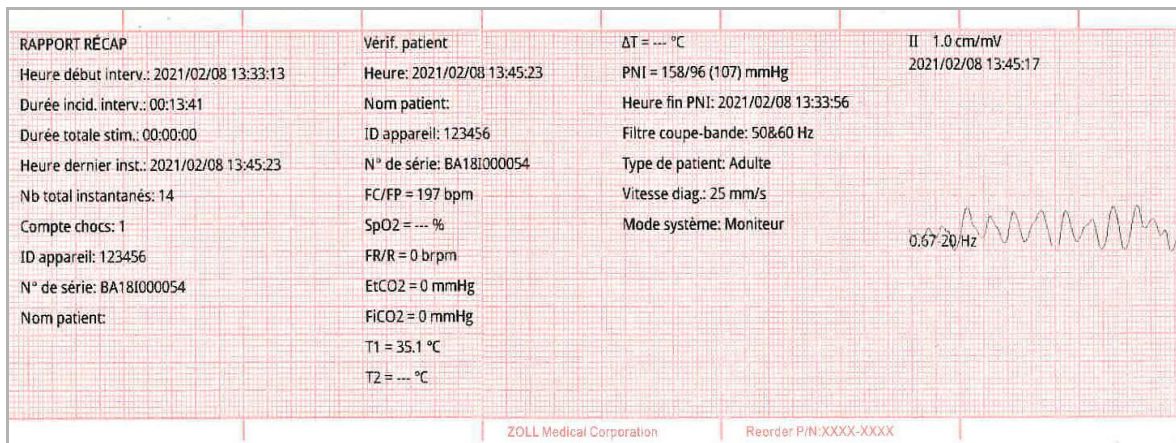 RAPPORT RÉCAP
Heure début interv.: 2021/02/08 13:33:13
Durée incid. interv.: 00:13:41
Durée totale stim.: 00:00:00
Heure dernier inst.: 2021/02/08 13:45:23
Nb total instantanés: 14
Compte chocs: 1
ID appareil: 123456
N° de série: BA18I000054
Nom patient:
Vérif. patient
Heure: 2021/02/08 13:45:23
Nom patient:
ID appareil: 123456
N° de série: BA18I000054
FC/FP = 197 bpm
SpO2 = --- %
FR/R = 0 brpm
EtCO2 = 0 mmHg
FiCO2 = 0 mmHg
T1 = 35.1 °C
T2 = --- °C
ΔT = --- °C
PNI = 158/96 (107) mmHg
Heure fin PNI: 2021/02/08 13:33:56
Filtre coupe-bande: 50&60 Hz
Type de patient: Adulte
Vitesse diag.: 25 mm/s
Mode système: Moniteur
II 1.0 cm/mV
2021/02/08 13:45:17
0.67-20 Hz
ZOLL Medical Corporation
Reorder P/N:XXXX-XXXX